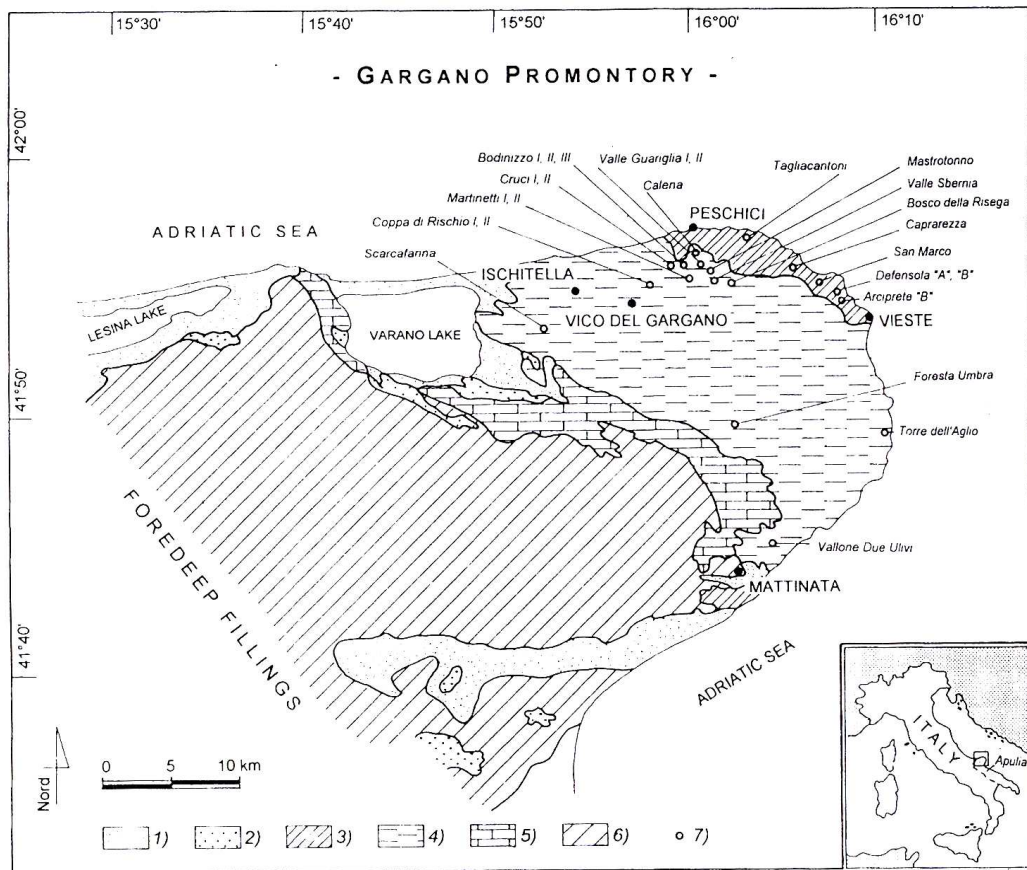 15°30'
15°40'
15°50'
16°00'
16°10'
- GARGANO PROMONTORY -
42°00'
41°50'
41°40'
Bodinizzo I, II, III
Valle Guariglia I, II
Tagliacantoni
Mastrotonno
Cruci I, II
Calena
Valle Sbernia
Martinetti I, II
PESCHICI
Bosco della Risega
Coppa di Rischio I, II
Caprarezza
ADRIATIC SEA
Scarcafarina
San Marco
ISCHITELLA
Defensola "A", "B"
Arciprete "B"
LESINA LAKE
VARANO LAKE
VICO DEL GARGANO
VIESTE
Foresta Umbra
Torre dell'Aglio
FOREDEEP FILLINGS
Vallone Due Ulivi
MATTINATA
ADRIATIC SEA
ITALY
Apulia
Nord
0 5 10 km
1) 2) 3) 4) 5) 6) 7)